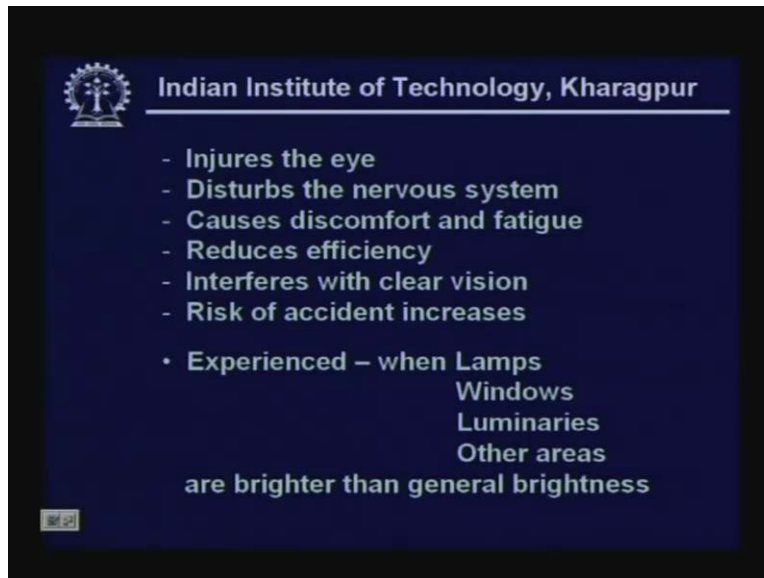 Indian Institute of Technology, Kharagpur
- Injures the eye
- Disturbs the nervous system
- Causes discomfort and fatigue
- Reduces efficiency
- Interferes with clear vision
- Risk of accident increases
• Experienced – when Lamps
Windows
Luminaries
Other areas
are brighter than general brightness